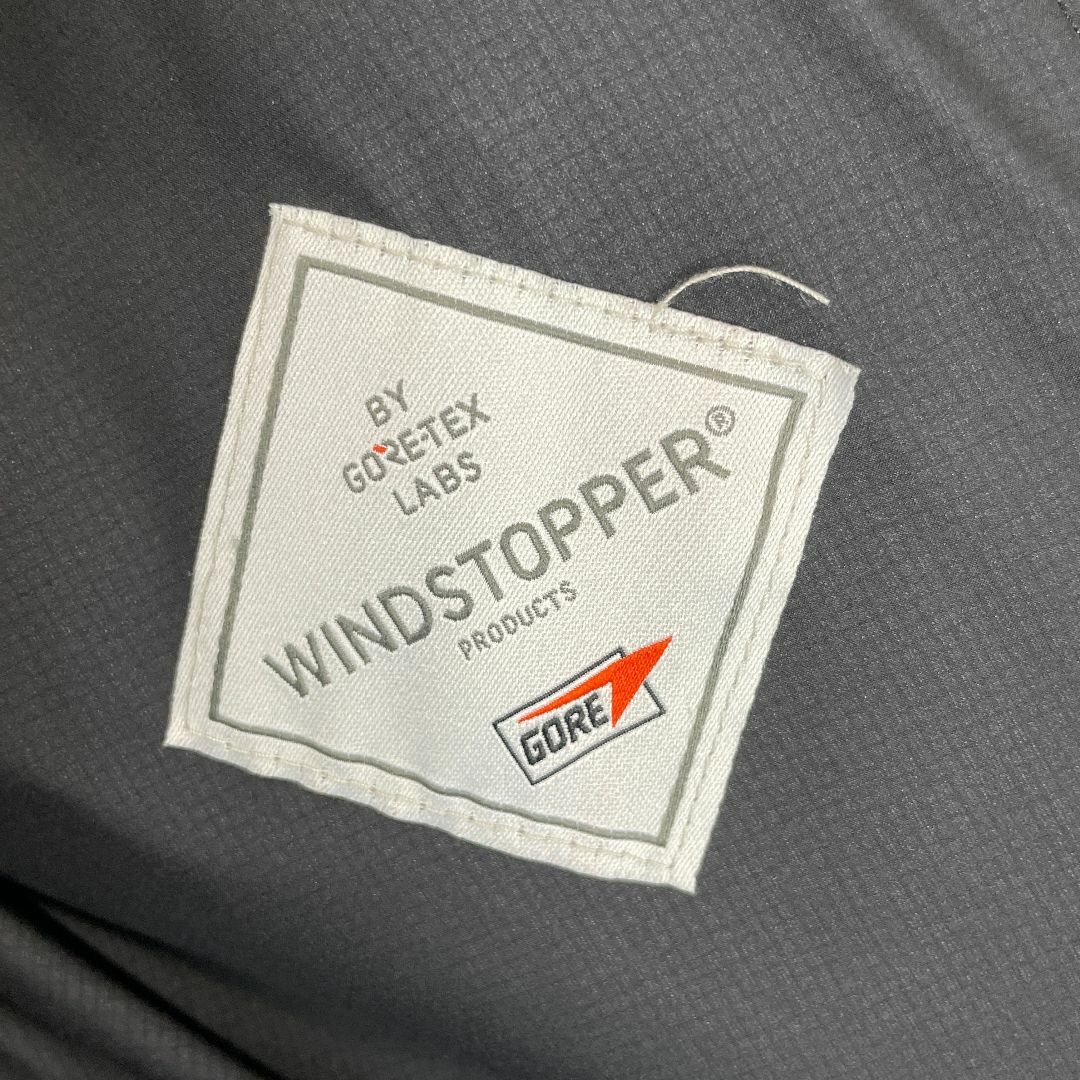 BY
GORE-TEX
LABS
WINDSTOPPER®
PRODUCTS
GORE